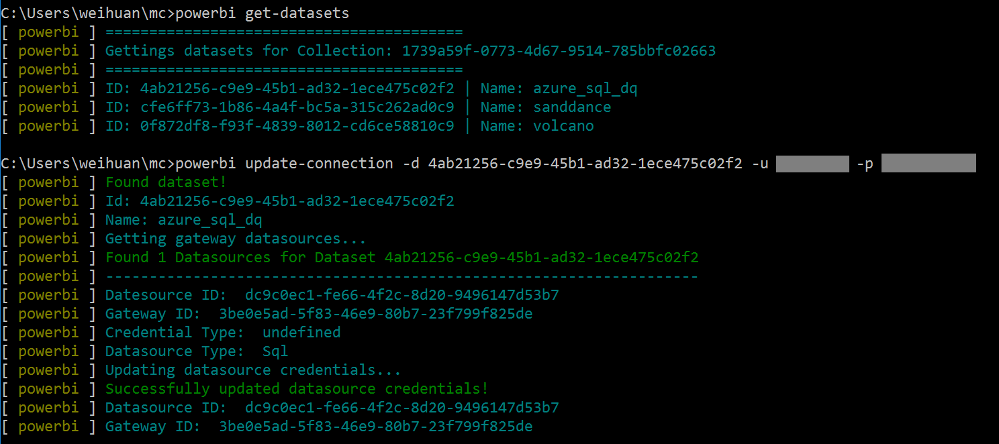 C:\Users\weihuan\mc>powerbi get-datasets
[ powerbi ] =========================================
[ powerbi ] Gettings datasets for Collection: 1739a59f-0773-4d67-9514-785bbfc02663
[ powerbi ] =========================================
[ powerbi ] ID: 4ab21256-c9e9-45b1-ad32-1ece475c02f2 | Name: azure_sql_dq
[ powerbi ] ID: cfe6ff73-1b86-4a4f-bc5a-315c262ad0c9 | Name: sanddance
[ powerbi ] ID: 0f872df8-f93f-4839-8012-cd6ce58810c9 | Name: volcano
C:\Users\weihuan\mc>powerbi update-connection -d 4ab21256-c9e9-45b1-ad32-1ece475c02f2 -u -p
[ powerbi ] Found dataset!
[ powerbi ] Id: 4ab21256-c9e9-45b1-ad32-1ece475c02f2
[ powerbi ] Name: azure_sql_dq
[ powerbi ] Getting gateway datasources...
[ powerbi ] Found 1 Datasources for Dataset 4ab21256-c9e9-45b1-ad32-1ece475c02f2
[ powerbi ] --------------------------------------------------------------------
[ powerbi ] Datesource ID:  dc9c0ec1-fe66-4f2c-8d20-9496147d53b7
[ powerbi ] Gateway ID:  3be0e5ad-5f83-46e9-80b7-23f799f825de
[ powerbi ] Credential Type:  undefined
[ powerbi ] Datasource Type:  Sql
[ powerbi ] Updating datasource credentials...
[ powerbi ] Successfully updated datasource credentials!
[ powerbi ] Datasource ID:  dc9c0ec1-fe66-4f2c-8d20-9496147d53b7
[ powerbi ] Gateway ID:  3be0e5ad-5f83-46e9-80b7-23f799f825de